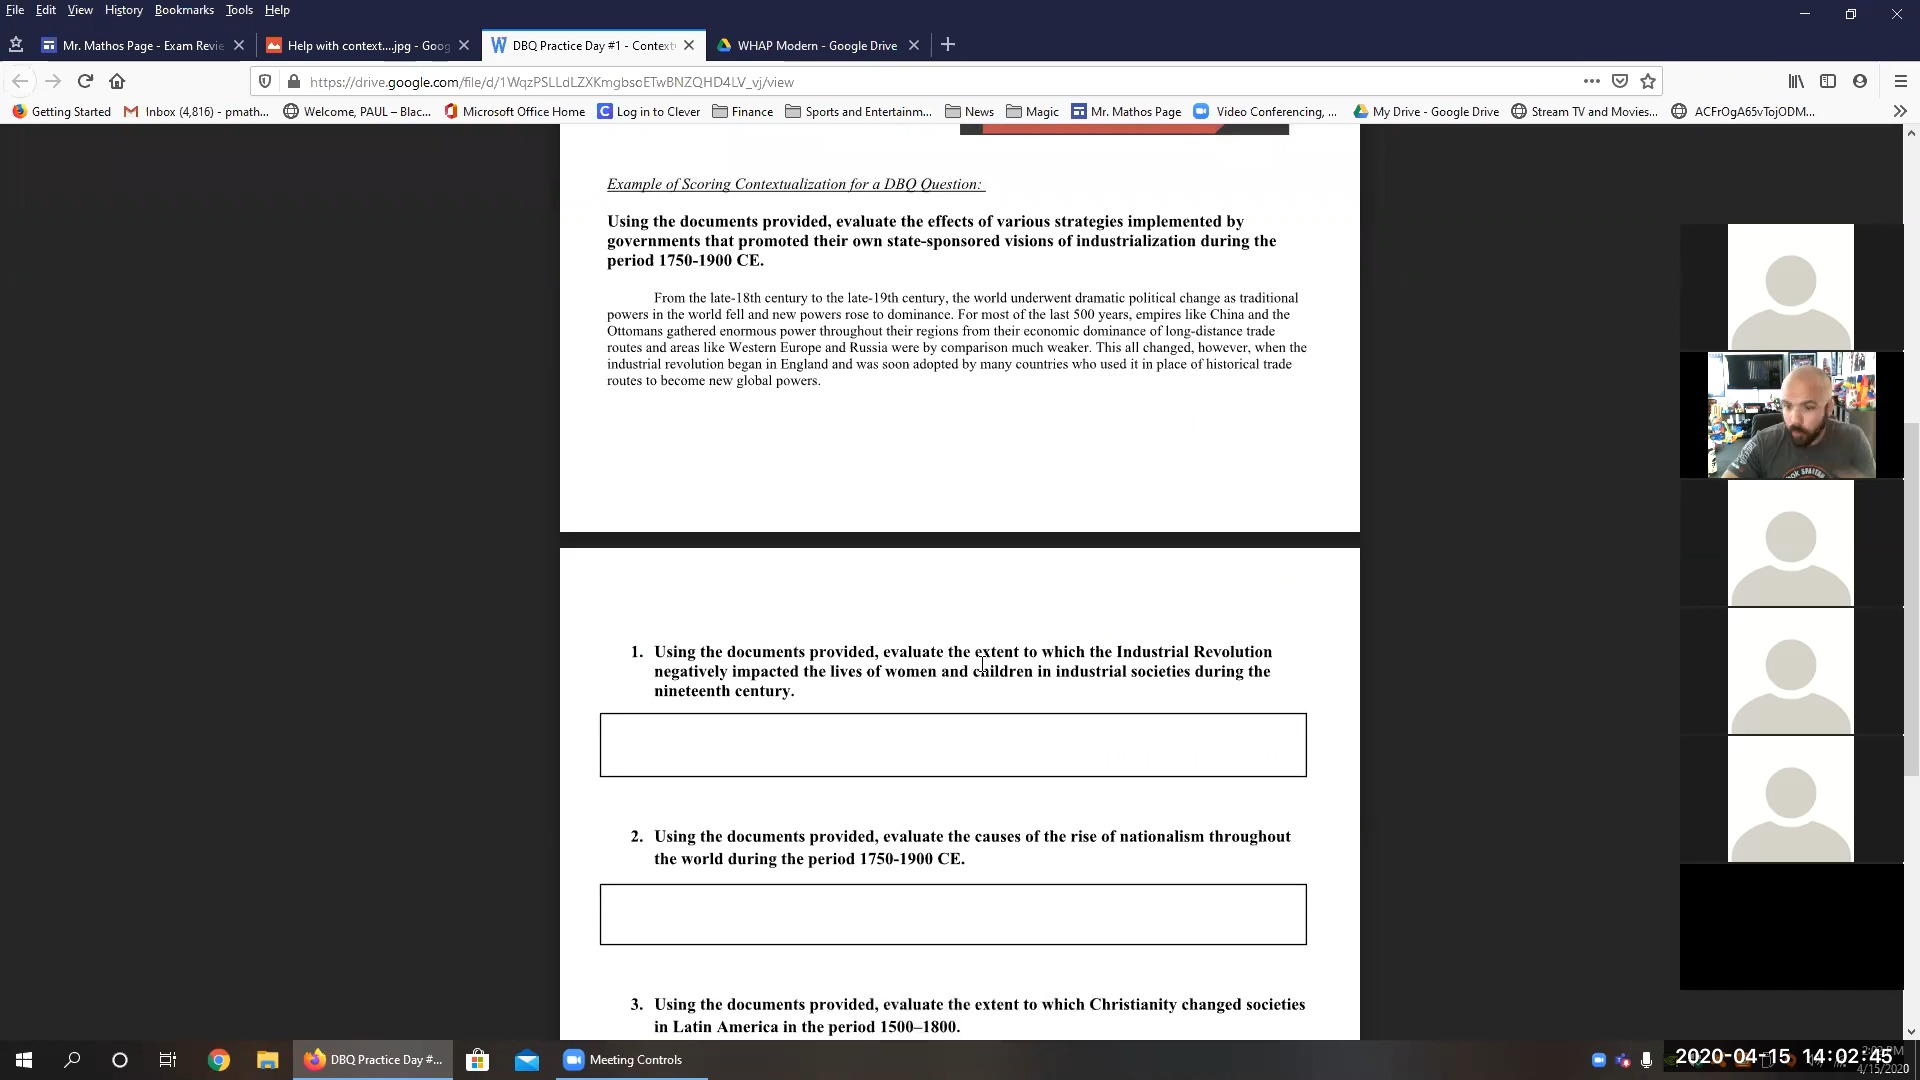 File Edit View History Bookmarks Tools Help
Mr. Mathos Page - Exam Revie
Help with context....jpg - Goog
DBQ Practice Day #1 - Context
WHAP Modern - Google Drive
https://drive.google.com/file/d/1WqzPSLLdLZXKmgbsoETwBNZQHD4LV_vj/view
Getting Started Inbox (4,816) - pmath... Welcome, PAUL – Blac... Microsoft Office Home Log in to Clever Finance Sports and Entertainm... News Magic Mr. Mathos Page Video Conferencing, ... My Drive - Google Drive Stream TV and Movies... ACFrOgA65vTojODM...
Example of Scoring Contextualization for a DBQ Question:
Using the documents provided, evaluate the effects of various strategies implemented by
governments that promoted their own state-sponsored visions of industrialization during the
period 1750-1900 CE.
From the late-18th century to the late-19th century, the world underwent dramatic political change as traditional
powers in the world fell and new powers rose to dominance. For most of the last 500 years, empires like China and the
Ottomans gathered enormous power throughout their regions from their economic dominance of long-distance trade
routes and areas like Western Europe and Russia were by comparison much weaker. This all changed, however, when the
industrial revolution began in England and was soon adopted by many countries who used it in place of historical trade
routes to become new global powers.
1. Using the documents provided, evaluate the extent to which the Industrial Revolution
negatively impacted the lives of women and children in industrial societies during the
nineteenth century.
2. Using the documents provided, evaluate the causes of the rise of nationalism throughout
the world during the period 1750-1900 CE.
3. Using the documents provided, evaluate the extent to which Christianity changed societies
in Latin America in the period 1500–1800.
DBQ Practice Day #...
Meeting Controls
2020-04-15 14:02:45
4/15/2020